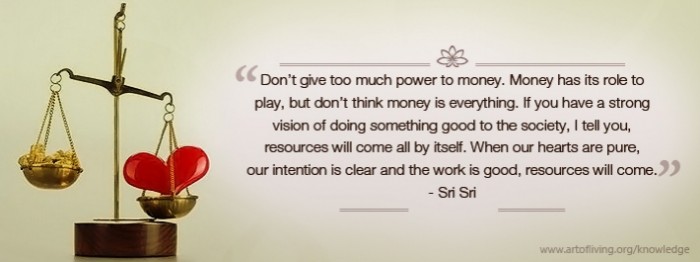 “ Don't give too much power to money. Money has its role to
play, but don't think money is everything. If you have a strong
vision of doing something good to the society, I tell you,
resources will come all by itself. When our hearts are pure,
our intention is clear and the work is good, resources will come. ”
- Sri Sri
www.artofliving.org/knowledge